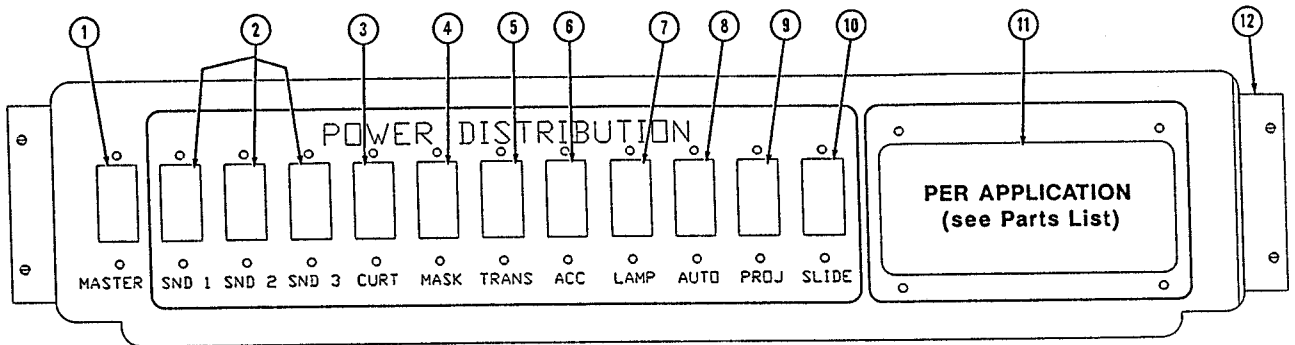 1 2 3 4 5 6 7 8 9 10 11 12
POWER DISTRIBUTION
PER APPLICATION
(see Parts List)
MASTER SND 1 SND 2 SND 3 CURT MASK TRANS ACC LAMP AUTO PROJ SLIDE